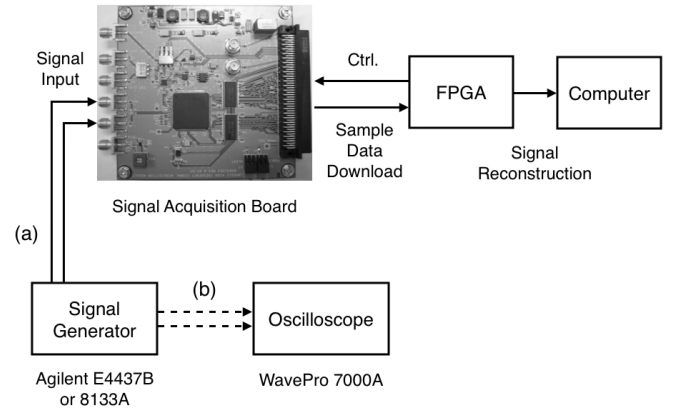 Signal
Input
Ctrl.
FPGA
Computer
Sample
Data
Download
Signal
Reconstruction
Signal Acquisition Board
(a)
(b)
Signal
Generator
Oscilloscope
Agilent E4437B
or 8133A
WavePro 7000A